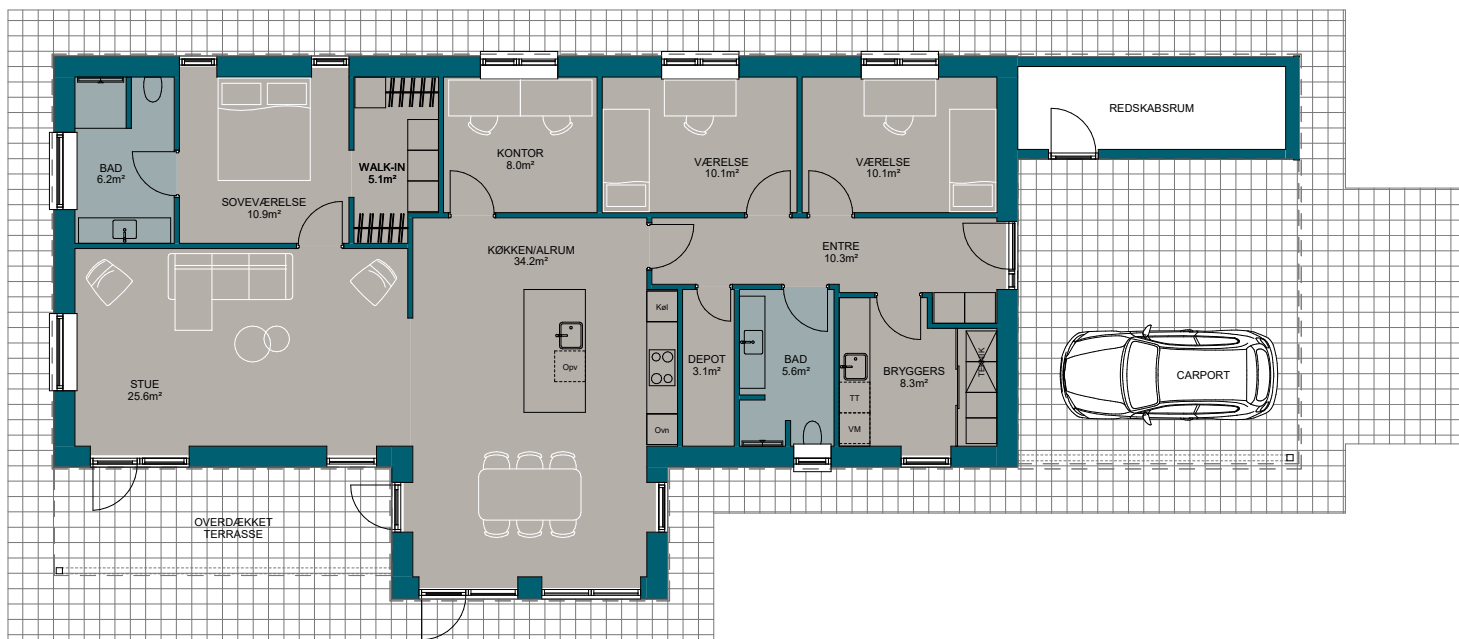 REDSKABSRUM
KONTOR
8.0m²
VÆRELSE
10.1m²
VÆRELSE
10.1m²
BAD
6.2m²
WALK-IN
5.1m²
SOVEVÆRELSE
10.9m²
KØKKEN/ALRUM
34.2m²
ENTRE
10.3m²
Køl
Opv
DEPOT
3.1m²
BAD
5.6m²
BRYGGERS
8.3m²
TEKNIK
CARPORT
STUE
25.6m²
TT
Ovn
VM
OVERDÆKKET
TERRASSE